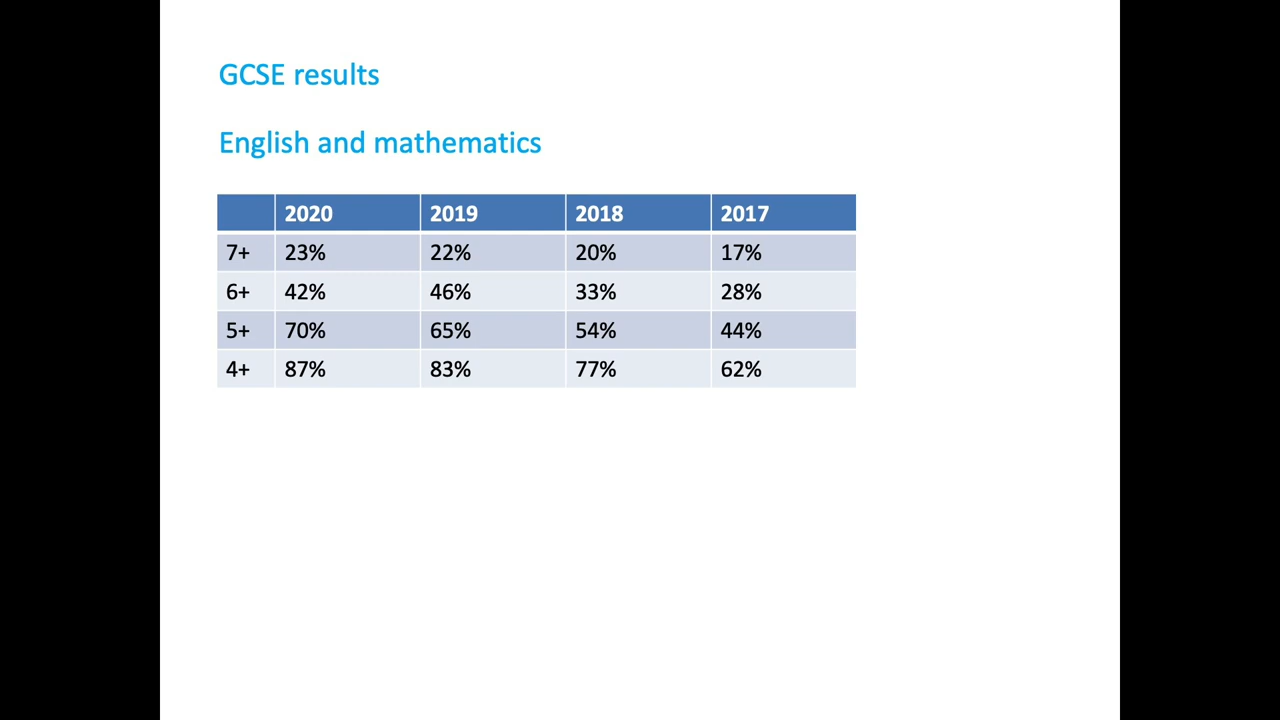 GCSE results
English and mathematics
2020 2019 2018 2017
7+ 23% 22% 20% 17%
6+ 42% 46% 33% 28%
5+ 70% 65% 54% 44%
4+ 87% 83% 77% 62%